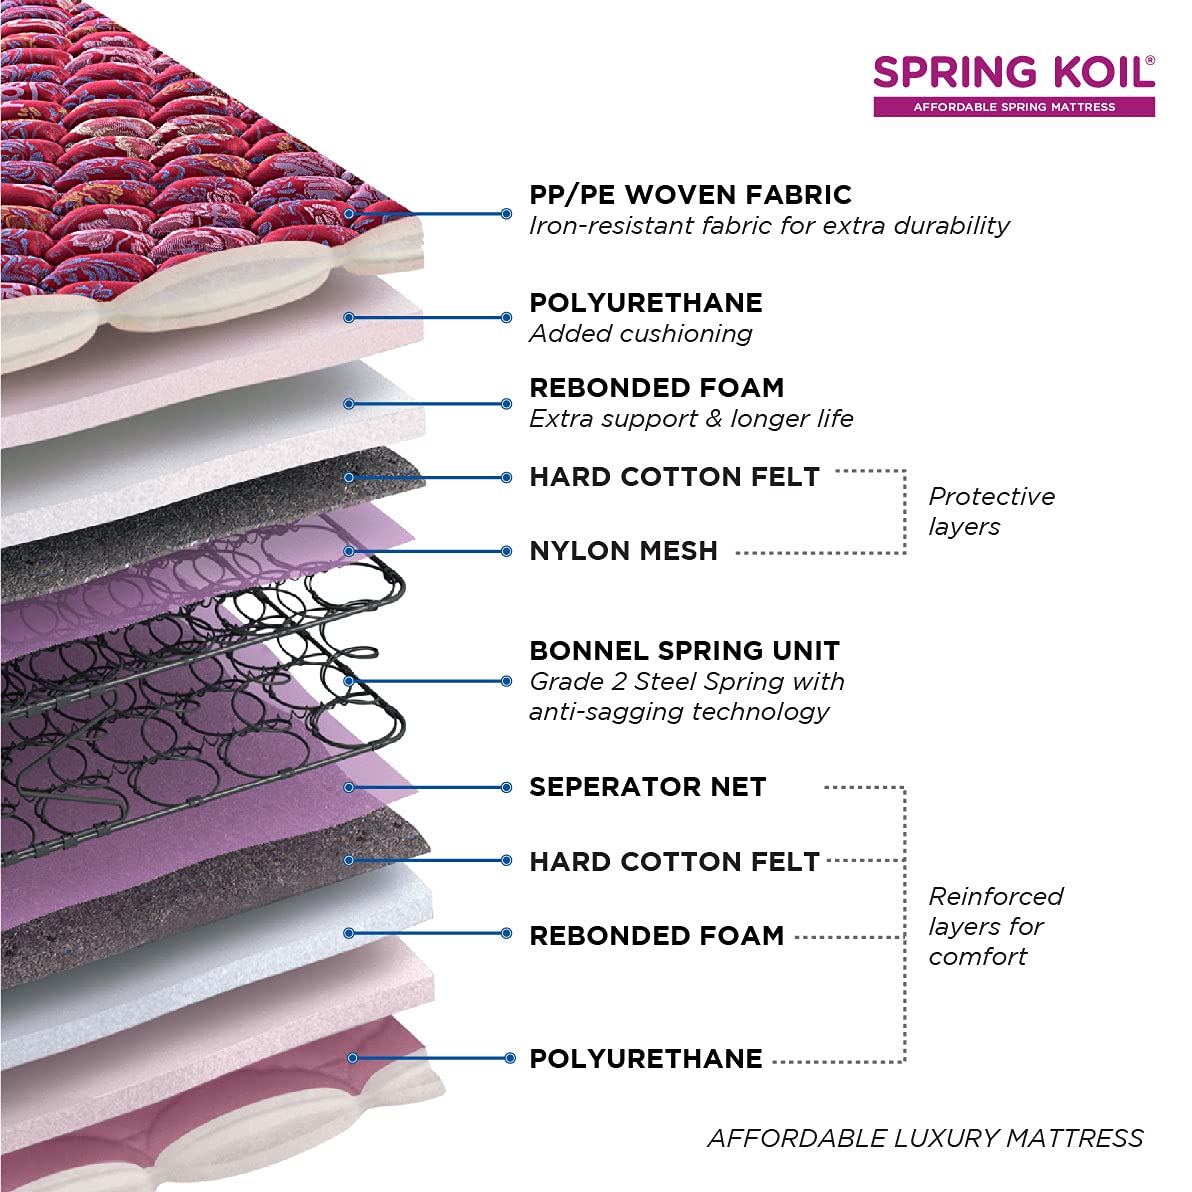 SPRING KOIL®
AFFORDABLE SPRING MATTRESS
PP/PE WOVEN FABRIC
Iron-resistant fabric for extra durability
POLYURETHANE
Added cushioning
REBONDED FOAM
Extra support & longer life
HARD COTTON FELT
NYLON MESH
Protective
layers
BONNEL SPRING UNIT
Grade 2 Steel Spring with
anti-sagging technology
SEPERATOR NET
HARD COTTON FELT
REBONDED FOAM
POLYURETHANE
Reinforced
layers for
comfort
AFFORDABLE LUXURY MATTRESS